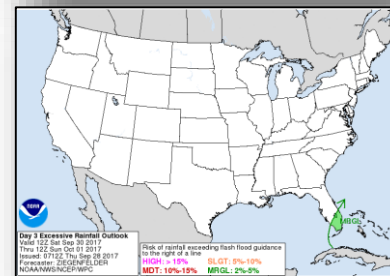 MRGL
Day 3 Excessive Rainfall Outlook
Valid 12Z Sat Sep 30 2017
Thru 12Z Sun Oct 01 2017
Issued: 0712Z Thu Sep 28 2017
Forecaster: ZIEGENFELDER
NOAA/NWS/NCEP/WPC
Risk of rainfall exceeding flash flood guidance
to the right of a line
HIGH: > 15% SLGT: 5%-10%
MDT: 10%-15% MRGL: 2%-5%